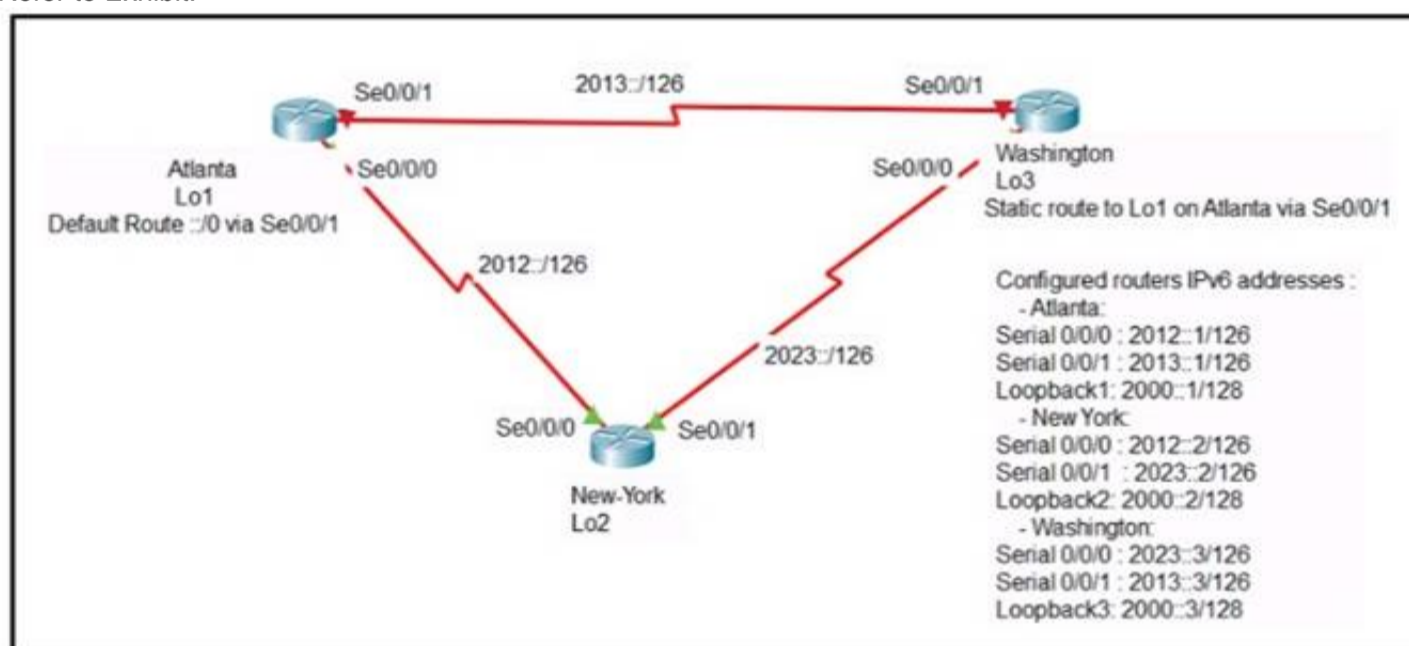 Refer to Exhibit.
Se0/0/1
2013::/126
Se0/0/1
Atlanta
Lo1
Default Route ::/0 via Se0/0/1
Se0/0/0
Se0/0/0
Washington
Lo3
Static route to Lo1 on Atlanta via Se0/0/1
2012::/126
2023::/126
Se0/0/0
Se0/0/1
New-York
Lo2
Configured routers IPv6 addresses :
- Atlanta:
Serial 0/0/0 : 2012::1/126
Serial 0/0/1 : 2013::1/126
Loopback1: 2000::1/128
- New York:
Serial 0/0/0 : 2012::2/126
Serial 0/0/1 : 2023::2/126
Loopback2: 2000::2/128
- Washington:
Serial 0/0/0 : 2023::3/126
Serial 0/0/1 : 2013::3/126
Loopback3: 2000::3/128